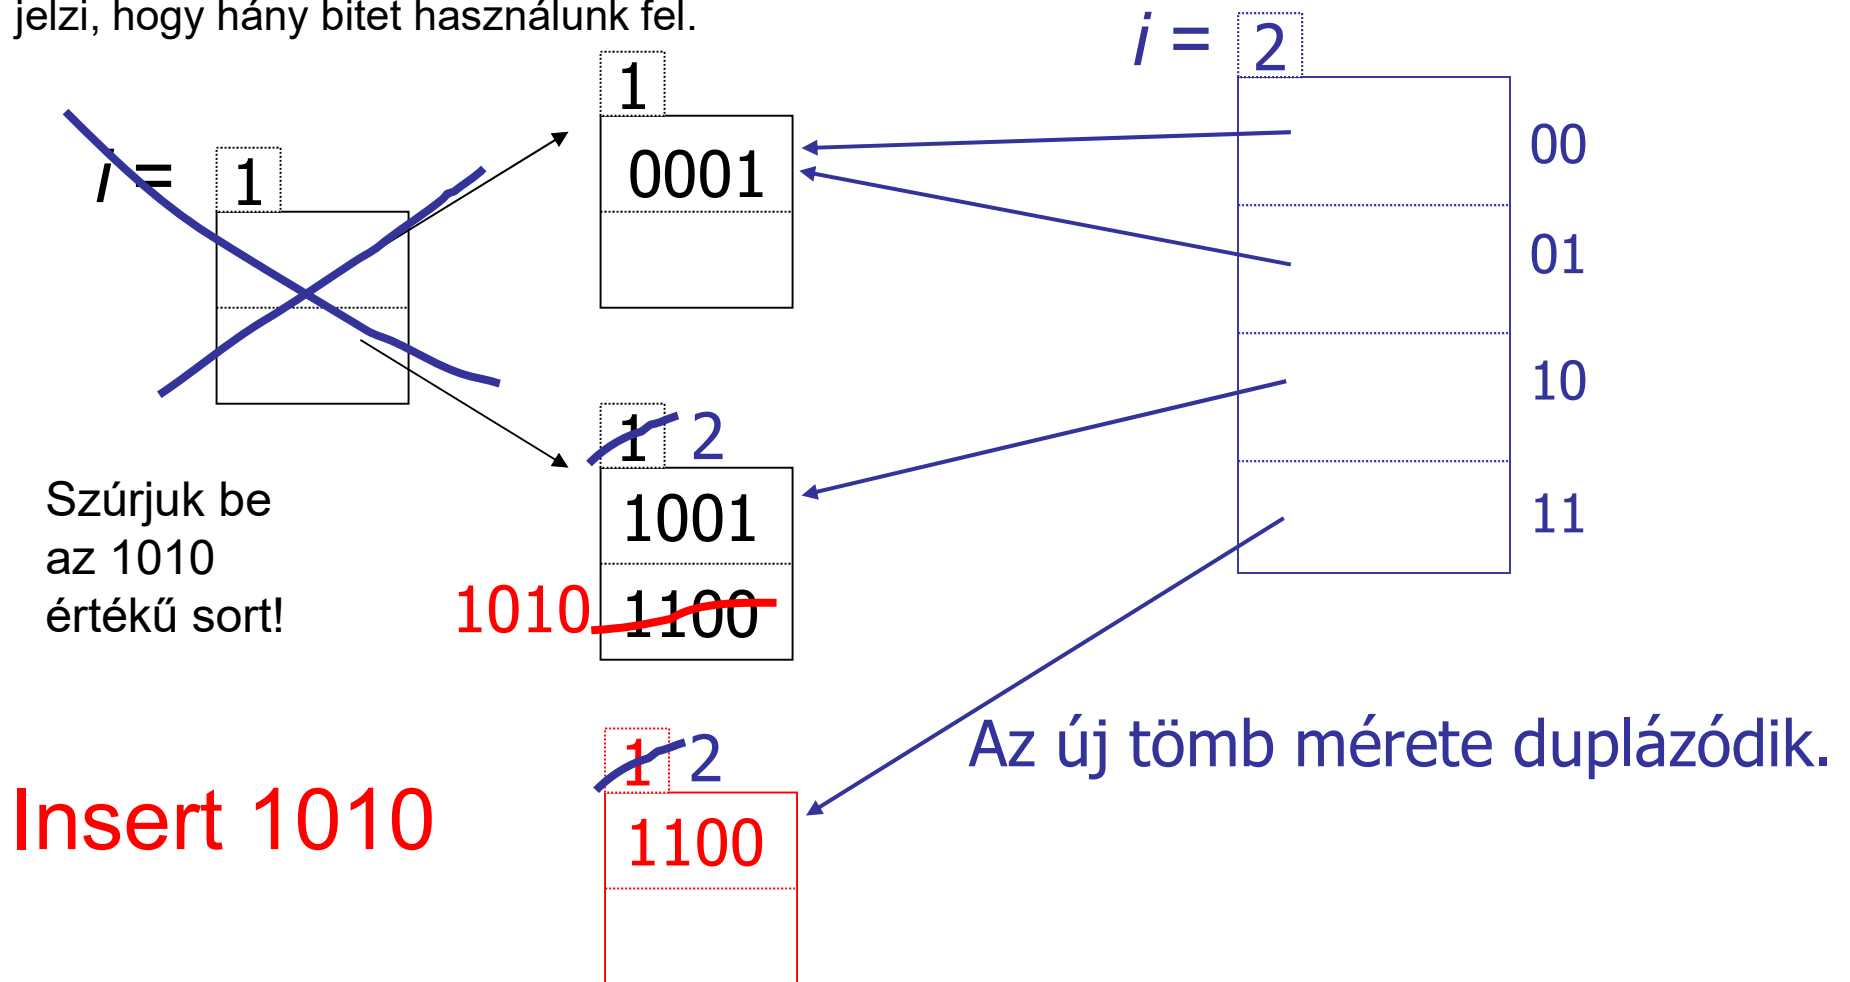 jelzi, hogy hány bitet használunk fel.
i = 2
1
00
i = 1
0001
01
10
1 2
Szúrjuk be
az 1010
értékű sort!
1001
11
1010 1100
1 2
Az új tömb mérete duplázódik.
Insert 1010
1100